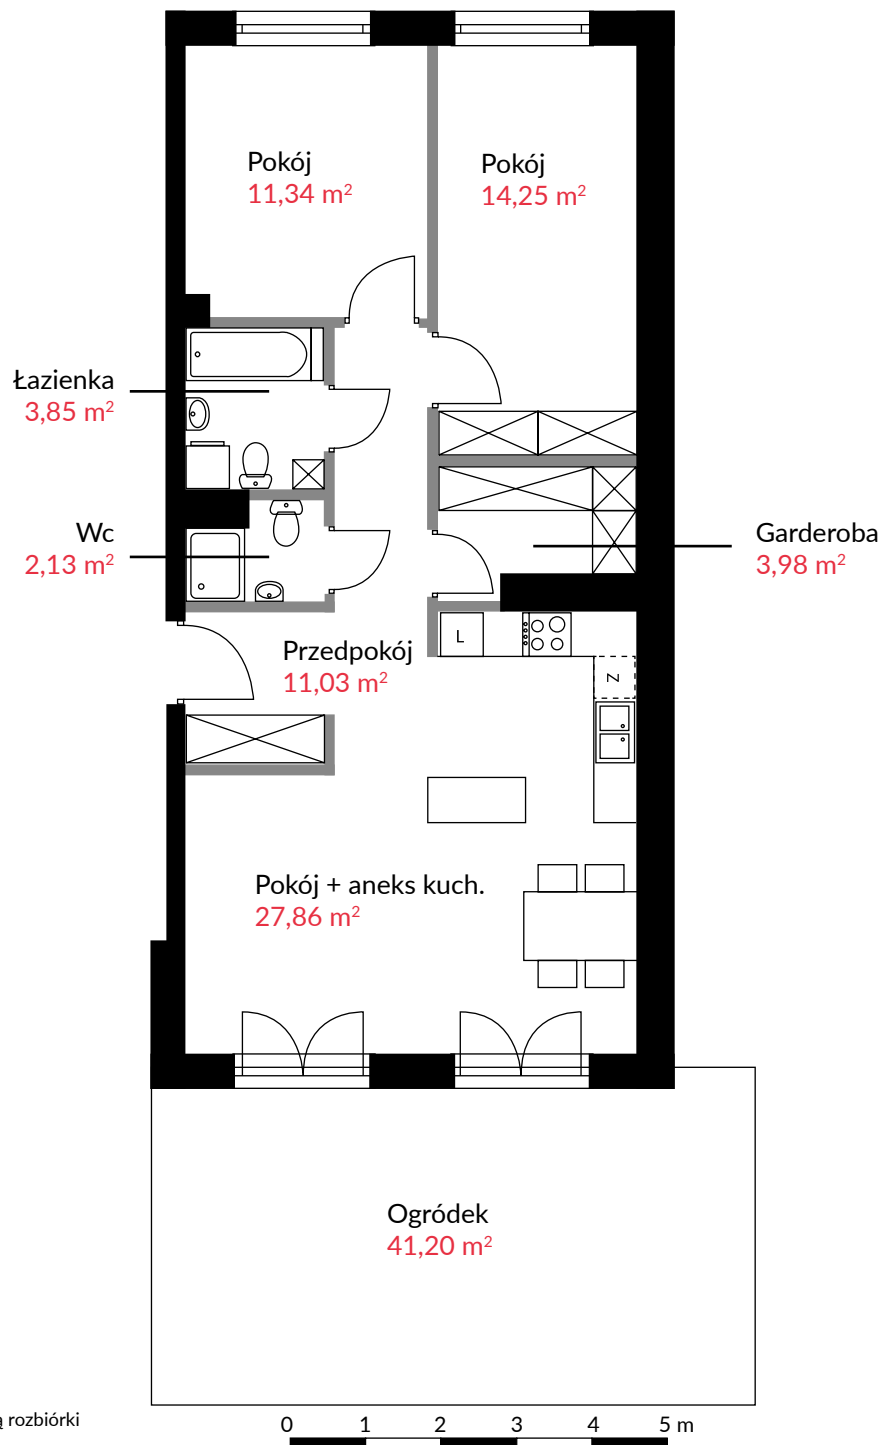 Pokój
11,34 m²
Pokój
14,25 m²
Łazienka
3,85 m²
Wc
2,13 m²
Garderoba
3,98 m²
L
Przedpokój
11,03 m²
Z
Pokój + aneks kuch.
27,86 m²
Ogródek
41,20 m²
rozbiórki
0 1 2 3 4 5 m